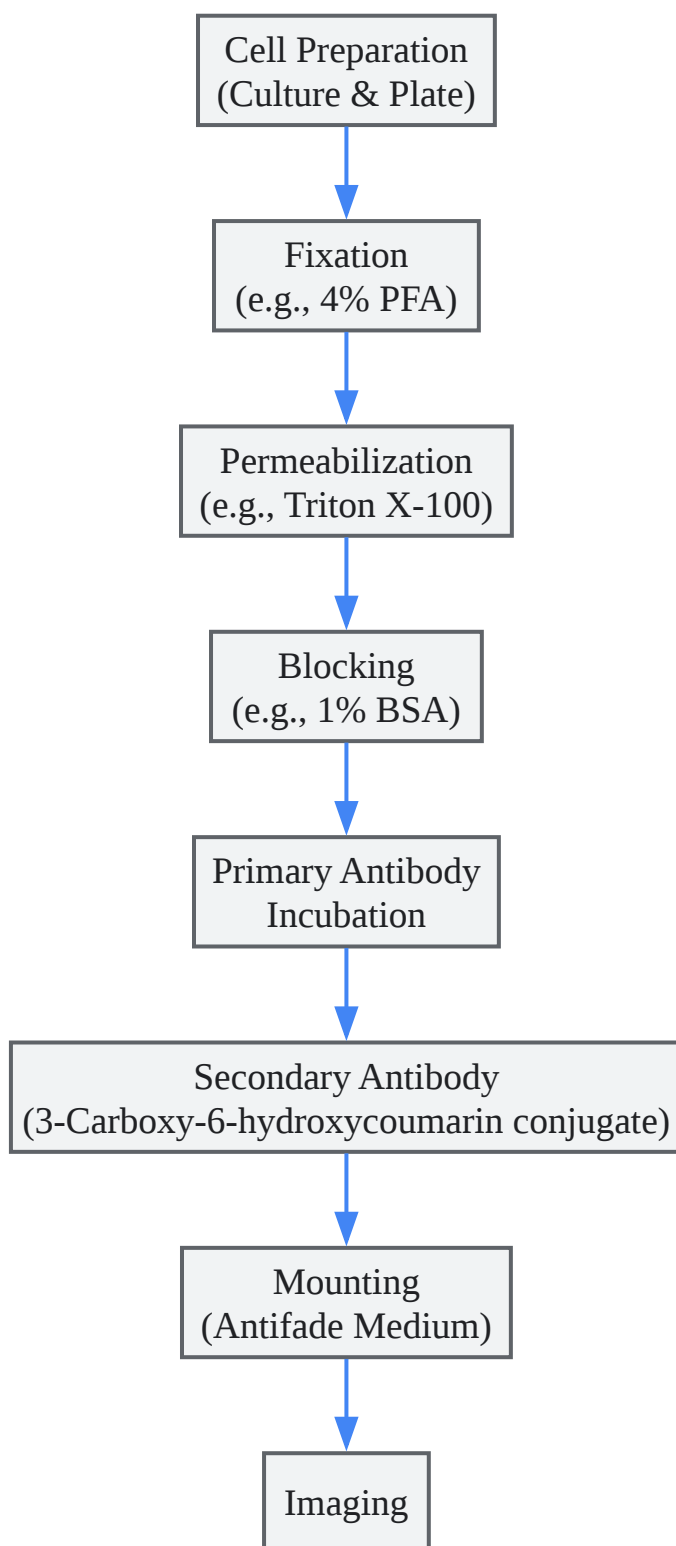 Cell Preparation
(Culture & Plate)
Fixation
(e.g., 4% PFA)
Permeabilization
(e.g., Triton X-100)
Blocking
(e.g., 1% BSA)
Primary Antibody
Incubation
Secondary Antibody
(3-Carboxy-6-hydroxycoumarin conjugate)
Mounting
(Antifade Medium)
Imaging